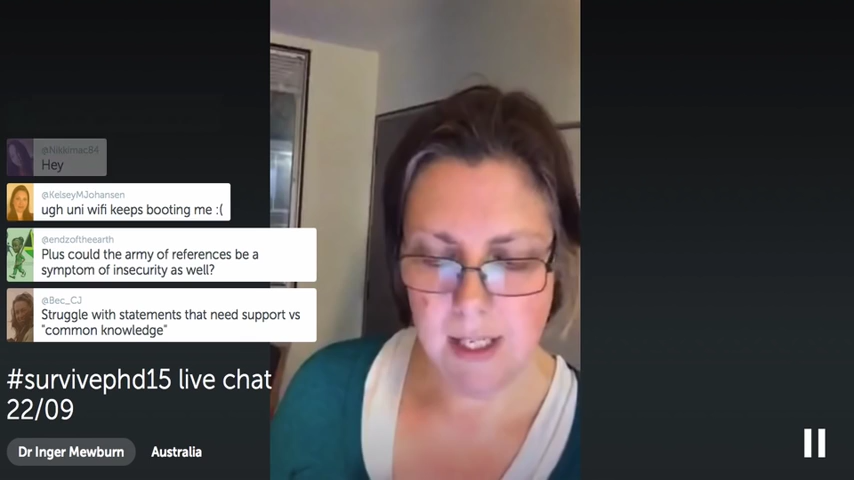 @Nikkimac84
Hey
@KelseyMJohansen
ugh uni wifi keeps booting me :(
@endzoftheearth
Plus could the army of references be a
symptom of insecurity as well?
@Bec_CJ
Struggle with statements that need support vs
"common knowledge"
#survivephd15 live chat
22/09
Dr Inger Mewburn
Australia